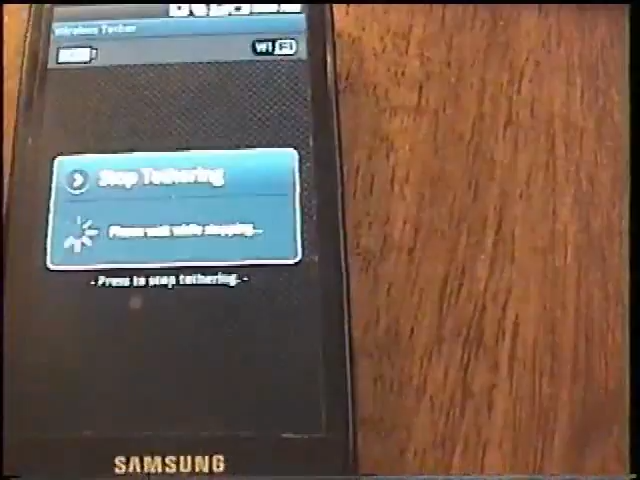 Wireless Tether
WI FI
Stop Tethering
Please wait while stopping...
- Press to stop tethering. -
SAMSUNG